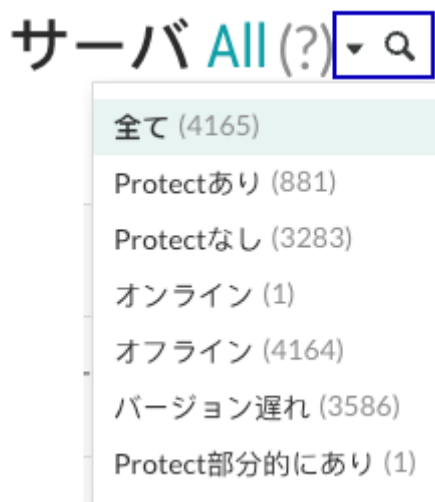 サーバ All (?)
全て (4165)
Protectあり (881)
Protectなし (3283)
オンライン (1)
オフライン (4164)
バージョン遅れ (3586)
Protect部分的にあり (1)